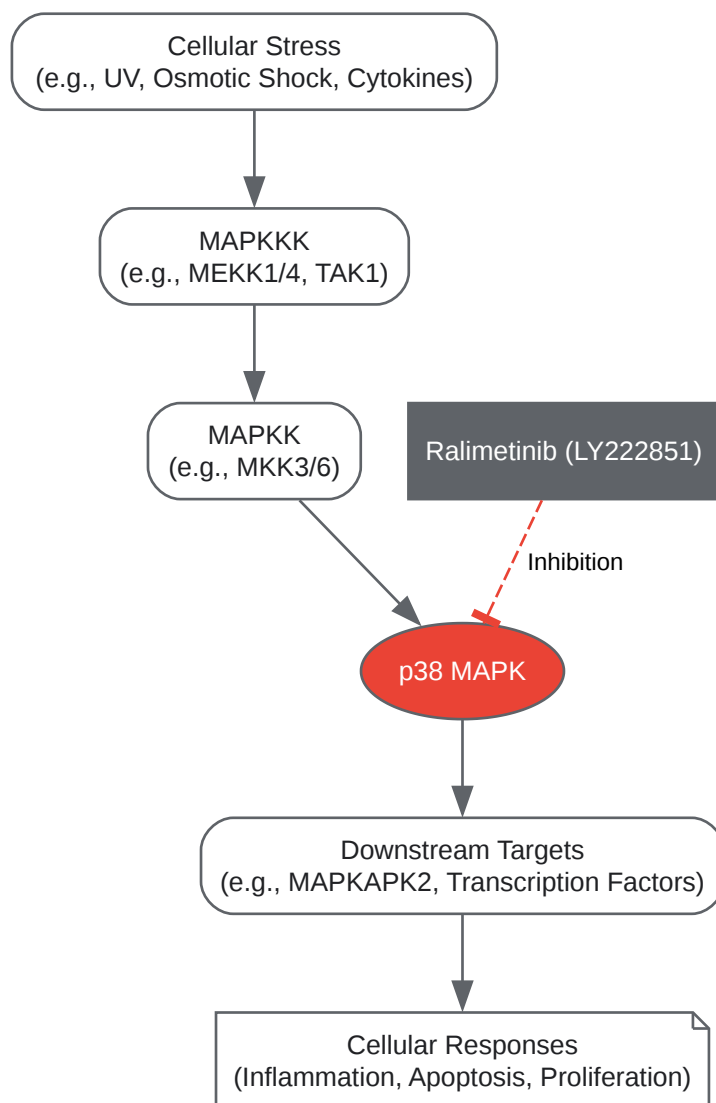 Cellular Stress
(e.g., UV, Osmotic Shock, Cytokines)
MAPKKK
(e.g., MEKK1/4, TAK1)
MAPKK
(e.g., MKK3/6)
Ralimetinib (LY222851)
Inhibition
p38 MAPK
Downstream Targets
(e.g., MAPKAPK2, Transcription Factors)
Cellular Responses
(Inflammation, Apoptosis, Proliferation)